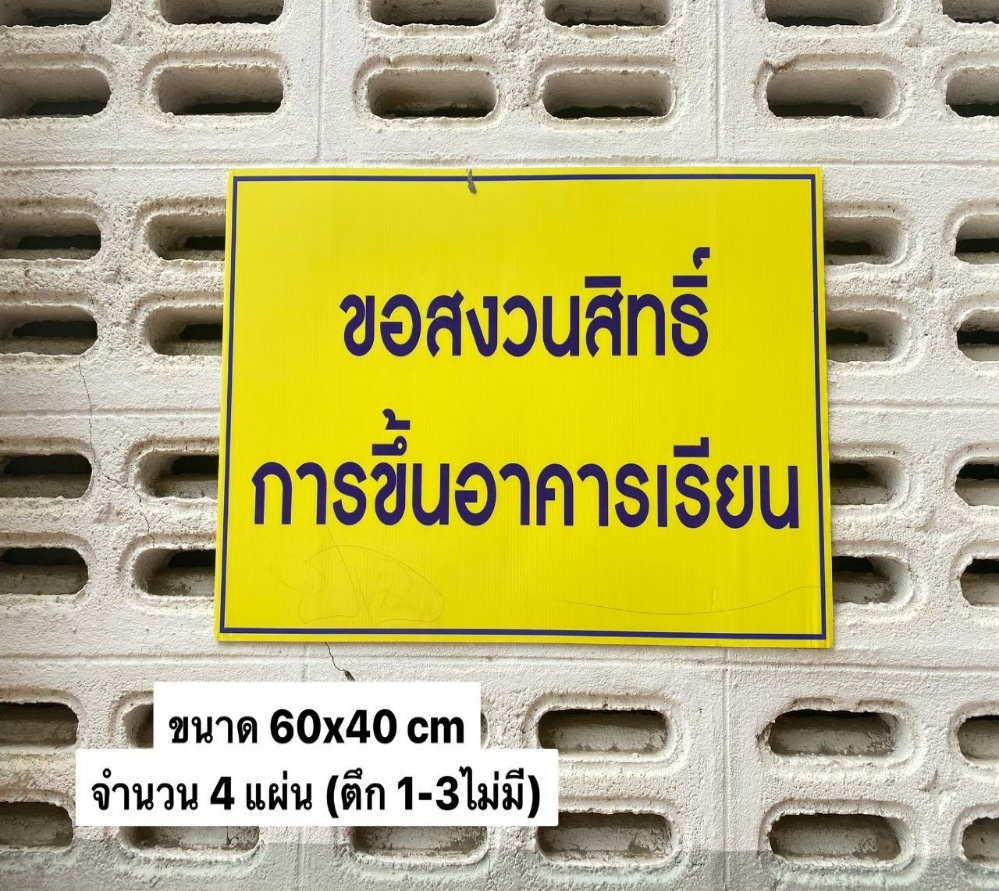 ขอสงวนสิทธิ์
การขึ้นอาคารเรียน
ขนาด 60x40 cm
จำนวน 4 แผ่น (ตึก 1-3ไม่มี)